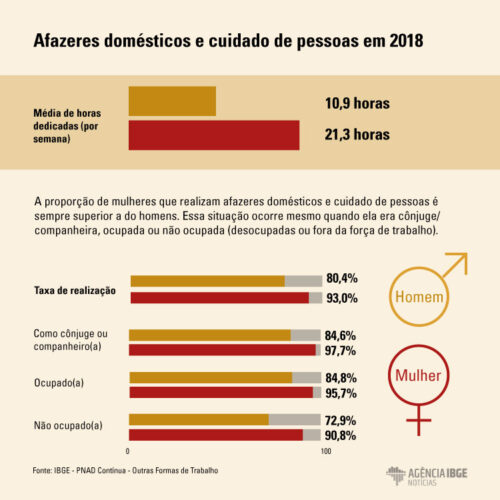 Afazeres domésticos e cuidado de pessoas em 2018
Média de horas
dedicadas (por
semana)
10,9 horas
21,3 horas
A proporção de mulheres que realizam afazeres domésticos e cuidado de pessoas é
sempre superior a do homens. Essa situação ocorre mesmo quando ela era cônjuge/
companheira, ocupada ou não ocupada (desocupadas ou fora da força de trabalho).
Taxa de realização
80,4%
93,0%
Como cônjuge ou
companheiro(a)
84,6%
97,7%
Ocupado(a)
84,8%
95,7%
Não ocupado(a)
72,9%
90,8%
0
100
Homem
Mulher
Fonte: IBGE - PNAD Contínua - Outras Formas de Trabalho
AGÊNCIA IBGE
NOTÍCIAS